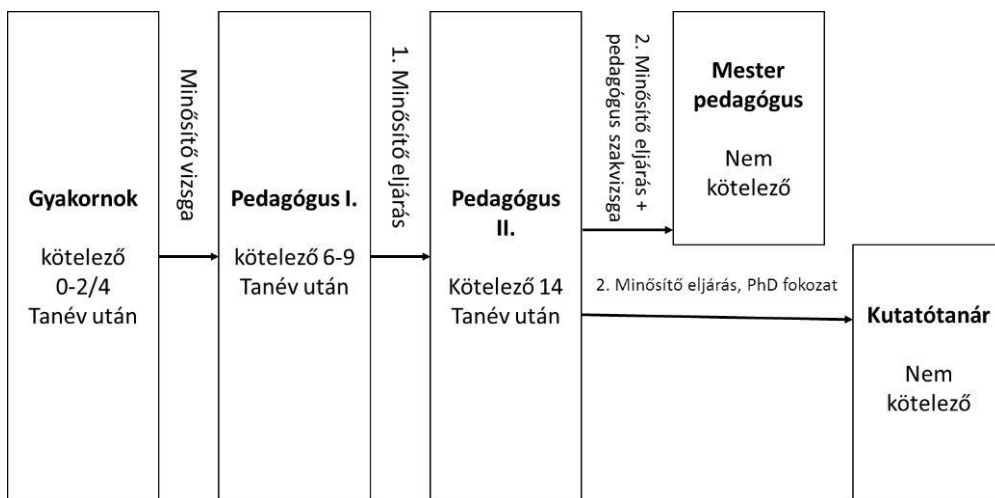 Gyakornok
kötelező
0-2/4
Tanév után
Minősítő vizsga
Pedagógus I.
kötelező 6-9
Tanév után
1. Minősítő eljárás
Pedagógus
II.
Kötelező 14
Tanév után
2. Minősítő eljárás +
pedagógus szakvizsga
Mester
pedagógus
Nem
kötelező
2. Minősítő eljárás, PhD fokozat
Kutatótanár
Nem
kötelező